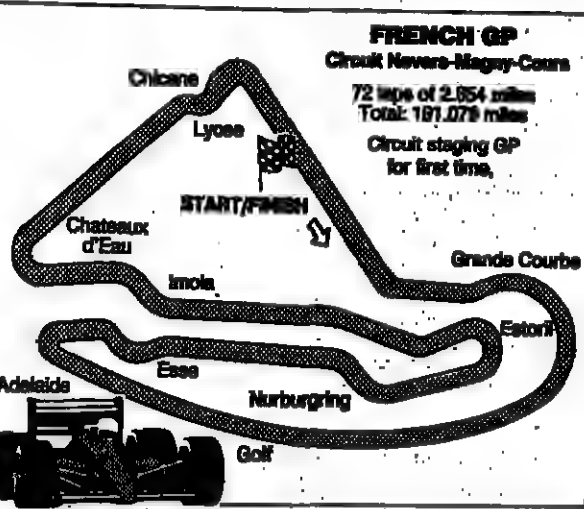 FRENCH GP
Circuit Nevers-Magny-Cours
72 laps of 2.654 miles
Total: 191.079 miles
Circuit staging GP
for first time,
Chicane
Lycee
START/FINISH
Chateaux
d'Eau
Imola
Grande Courbe
Estoril
Esse
Adelaide
Nurburgring
Golf